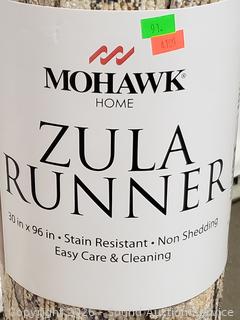 MOHAWK®
HOME
ZULA
RUNNER
30 in x 96 in • Stain Resistant • Non Shedding
Easy Care & Cleaning